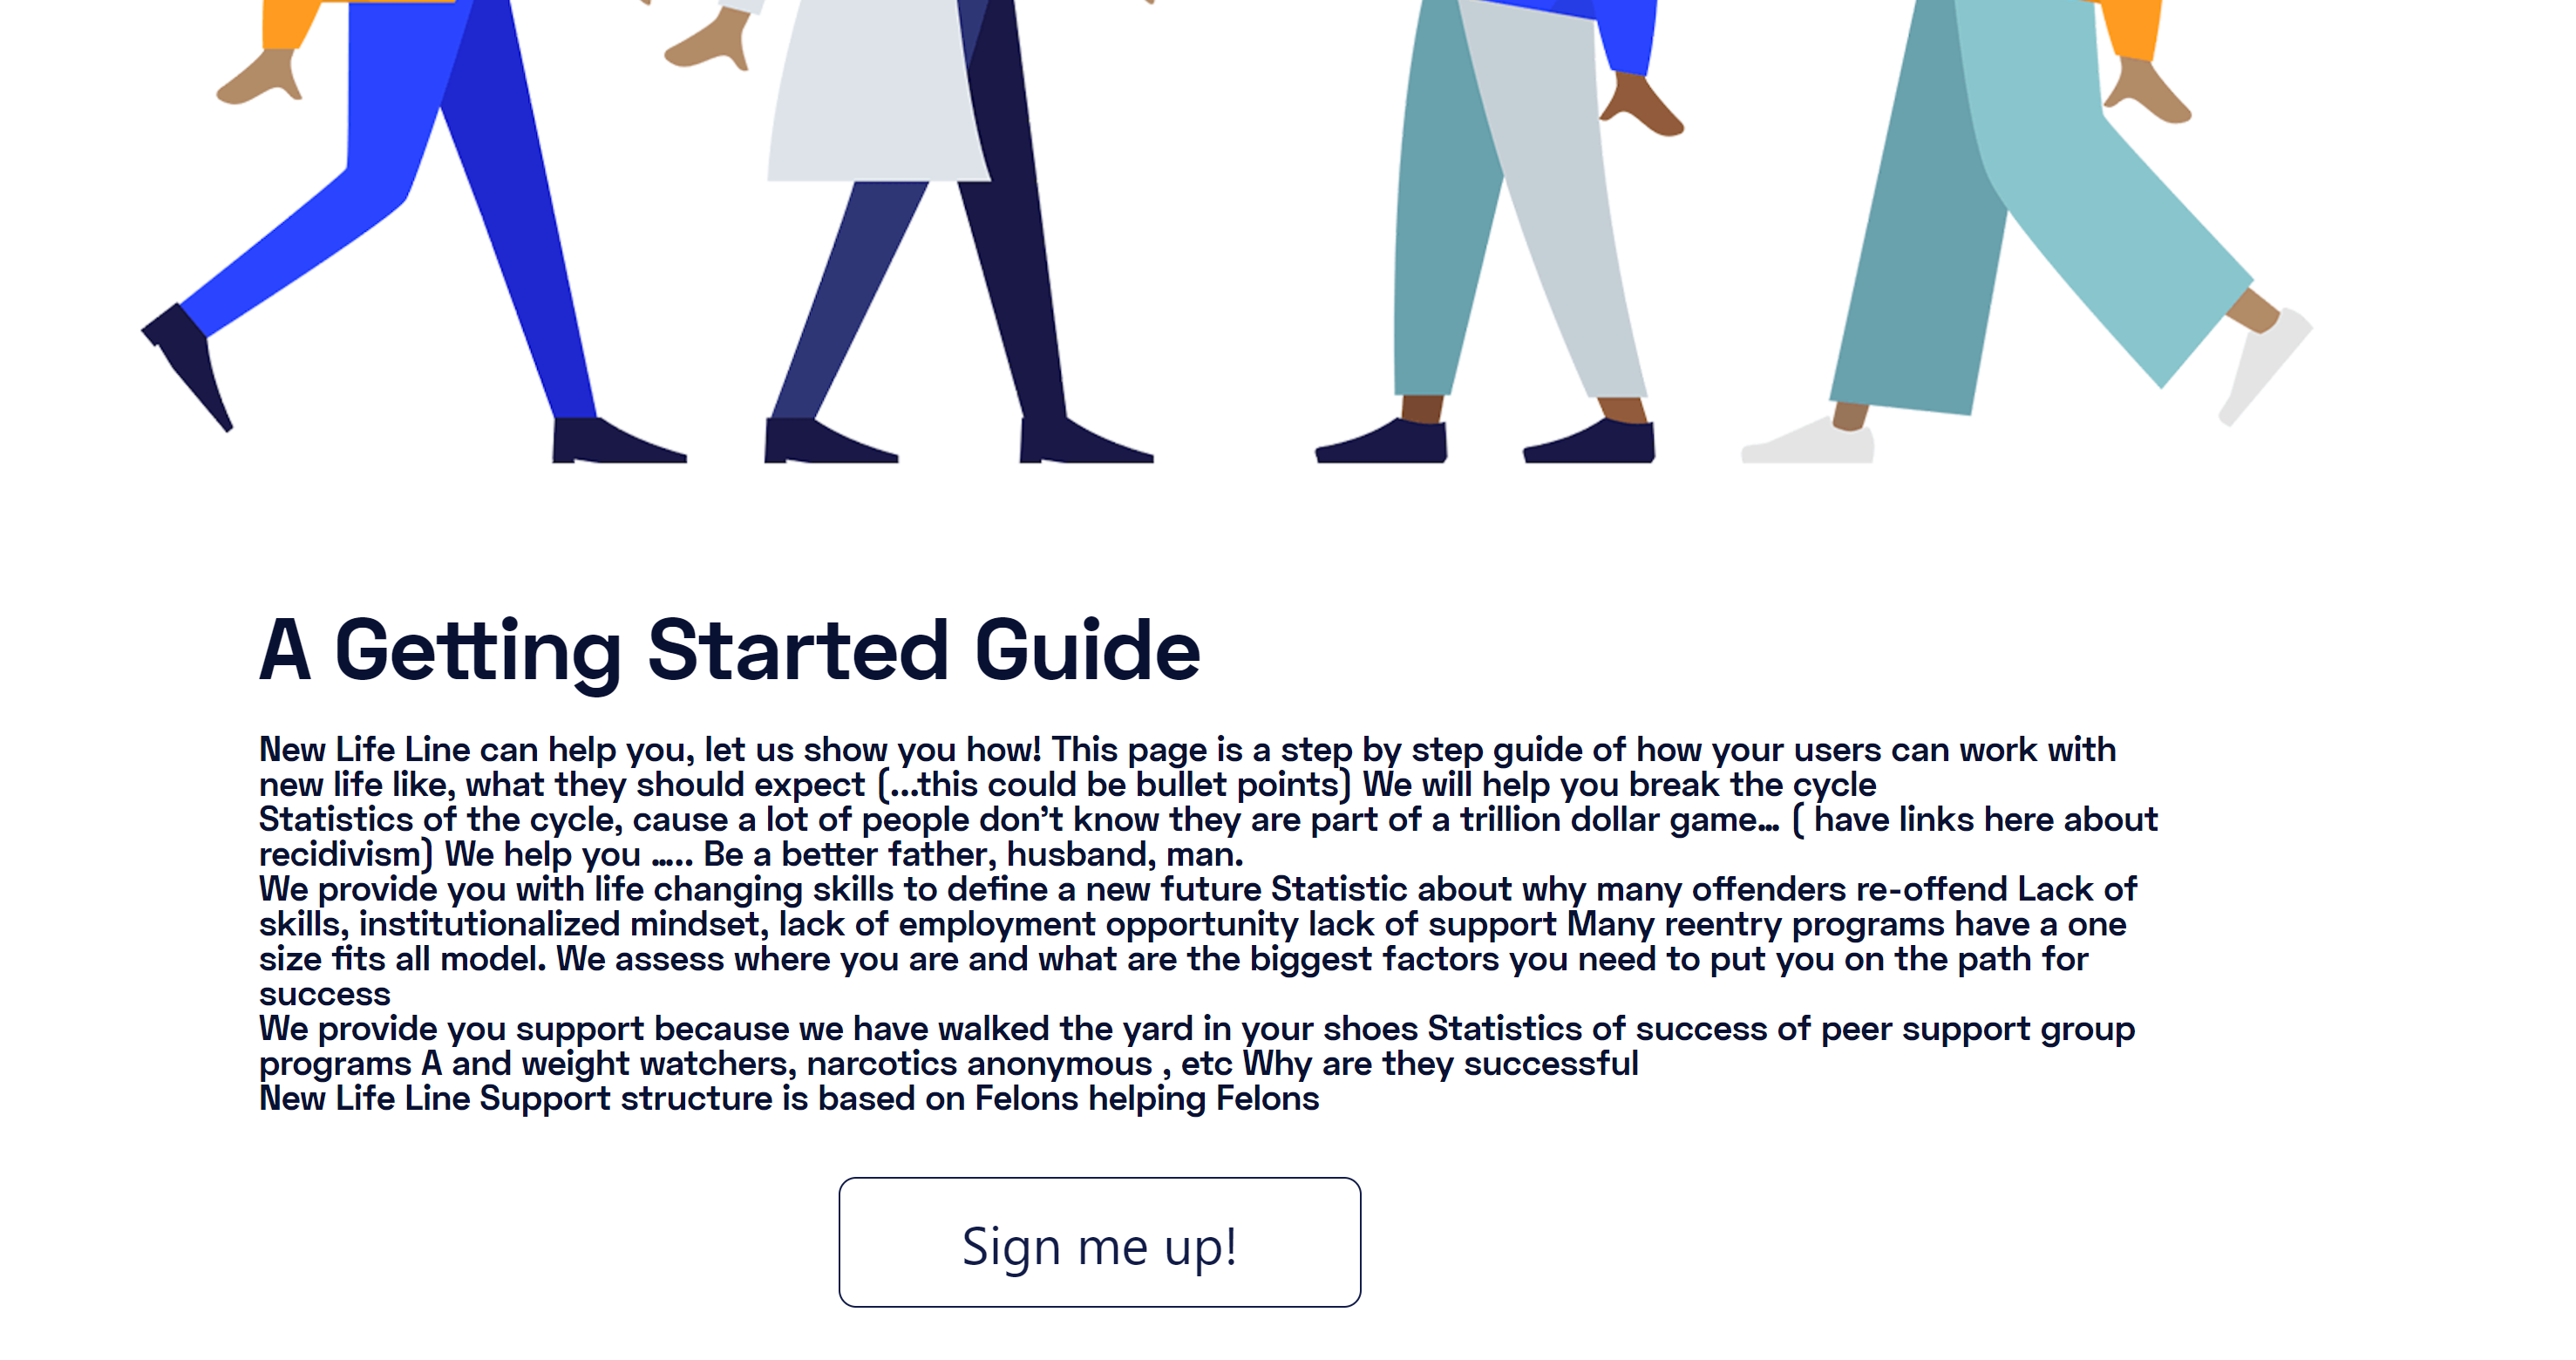 A Getting Started Guide
New Life Line can help you, let us show you how! This page is a step by step guide of how your users can work with
new life like, what they should expect (...this could be bullet points) We will help you break the cycle
Statistics of the cycle, cause a lot of people don’t know they are part of a trillion dollar game... ( have links here about
recidivism) We help you ..... Be a better father, husband, man.
We provide you with life changing skills to define a new future Statistic about why many offenders re-offend Lack of
skills, institutionalized mindset, lack of employment opportunity lack of support Many reentry programs have a one
size fits all model. We assess where you are and what are the biggest factors you need to put you on the path for
success
We provide you support because we have walked the yard in your shoes Statistics of success of peer support group
programs A and weight watchers, narcotics anonymous , etc Why are they successful
New Life Line Support structure is based on Felons helping Felons
Sign me up!